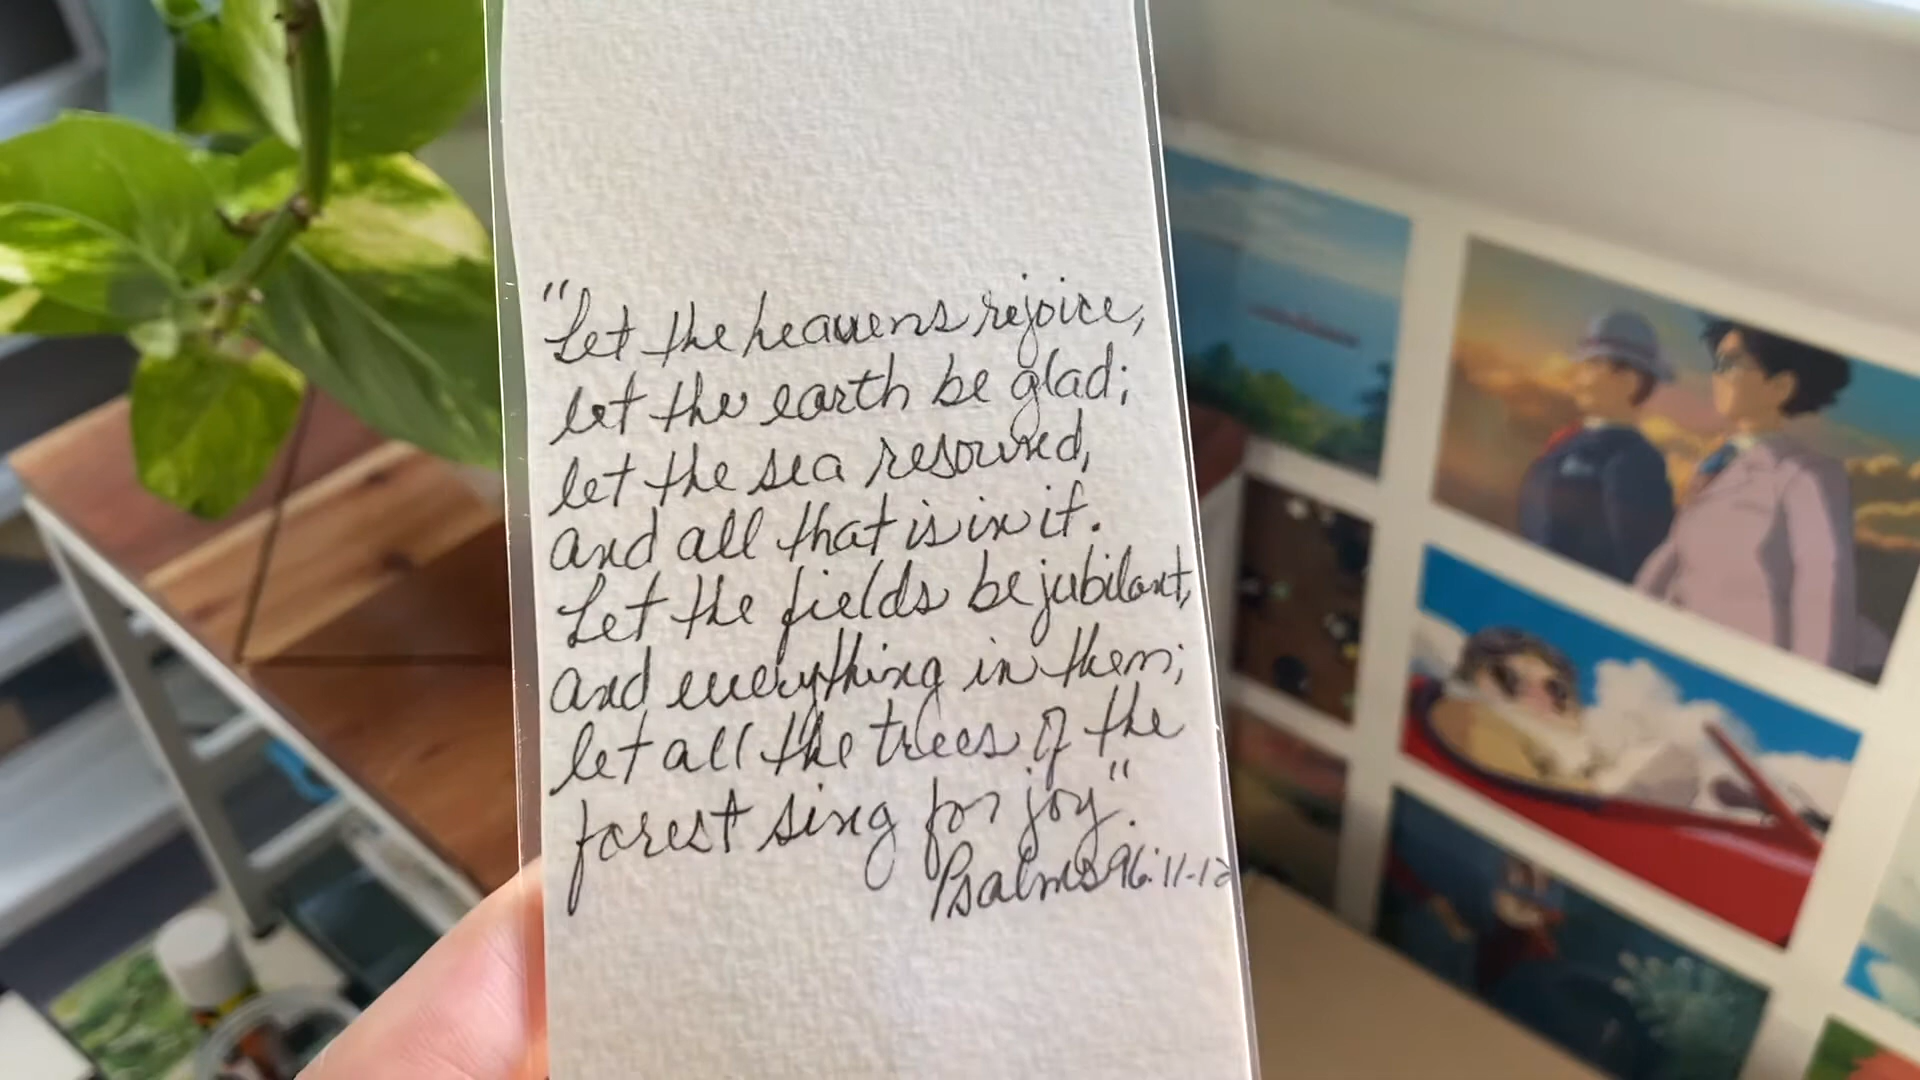 "Let the heavens rejoice,
let the earth be glad;
let the sea resound,
and all that is in it.
Let the fields be jubilant,
and everything in them;
let all the trees of the
forest sing for joy".
Psalms 96:11-12